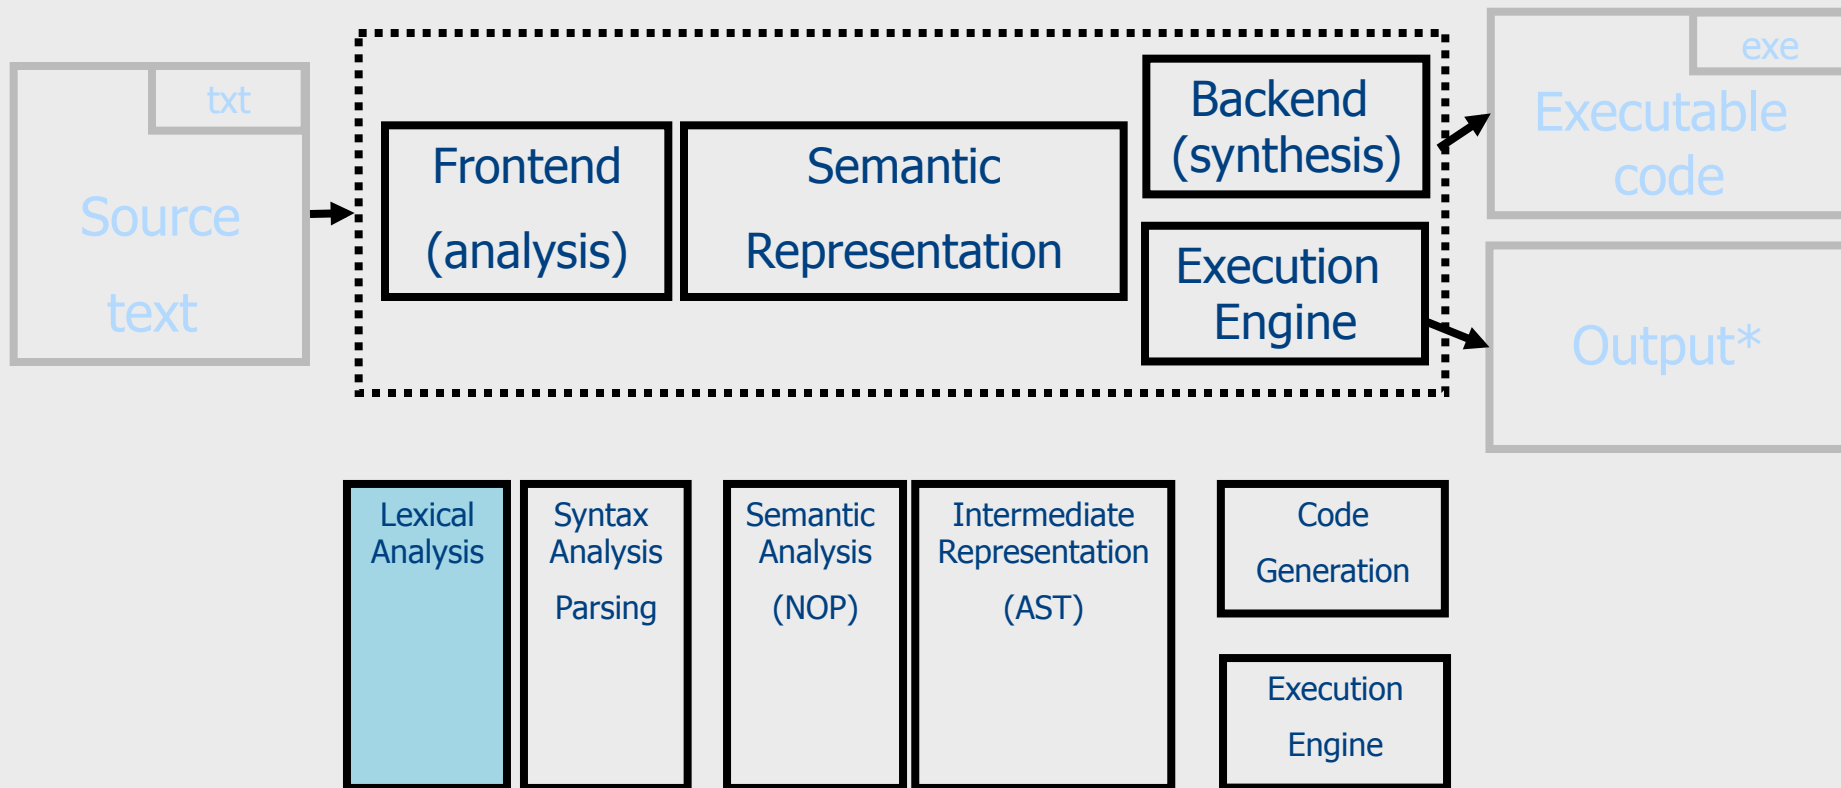 txt
Source
text
Frontend
(analysis)
Semantic
Representation
Backend
(synthesis)
Execution
Engine
exe
Executable
code
Output*
Lexical
Analysis
Syntax
Analysis
Parsing
Semantic
Analysis
(NOP)
Intermediate
Representation
(AST)
Code
Generation
Execution
Engine